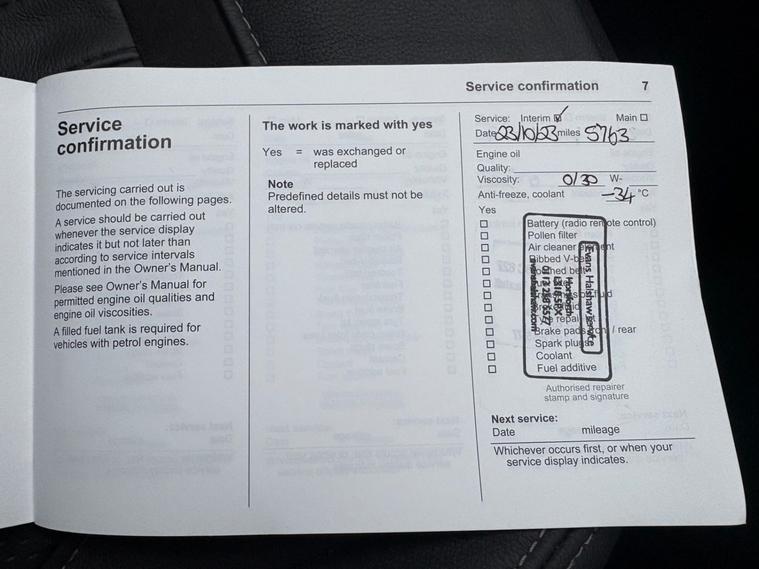 Service confirmation 7
Service
confirmation
The servicing carried out is
documented on the following pages.
A service should be carried out
whenever the service display
indicates it but not later than
according to service intervals
mentioned in the Owner's Manual.
Please see Owner's Manual for
permitted engine oil qualities and
engine oil viscosities.
A filled fuel tank is required for
vehicles with petrol engines.
The work is marked with yes
Yes = was exchanged or
replaced
Note
Predefined details must not be
altered.
Service: Interim ☑ Main ☐
Date 23/10/23 miles 5763
Engine oil
Quality:
Viscosity: 0/30 W-
Anti-freeze, coolant -34 °C
Yes
☐ Battery (radio remote control)
☐ Pollen filter
☐ Air cleaner element
☐ Ribbed V-belt
☐ Toothed belt
☐
☐
☐
☐
☐ Brake pads / rear
☐ Spark plugs
☐ Coolant
☐ Fuel additive
Evans Halshaw service
Horsforth
Authorised repairer
stamp and signature
Next service:
Date mileage
Whichever occurs first, or when your
service display indicates.